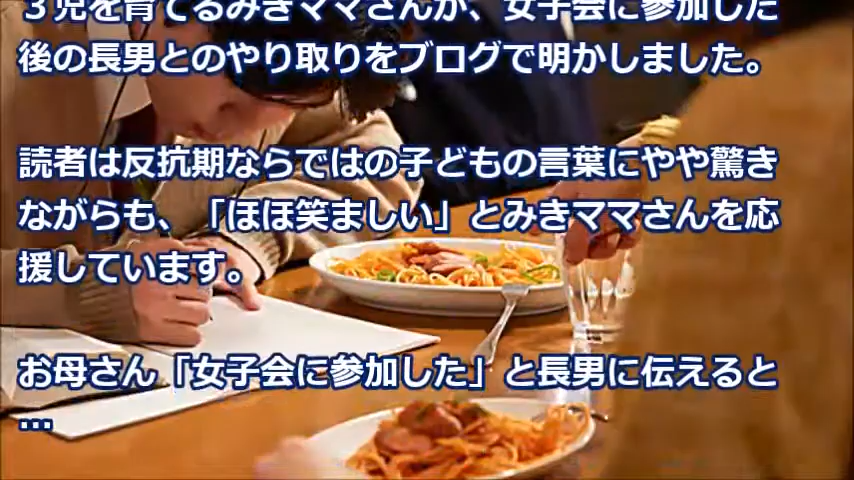 ３児を育てるみきママさんが、女子会に参加した
後の長男とのやり取りをブログで明かしました。
読者は反抗期ならではの子どもの言葉にやや驚き
ながらも、「ほほ笑ましい」とみきママさんを応
援しています。
お母さん「女子会に参加した」と長男に伝えると
…